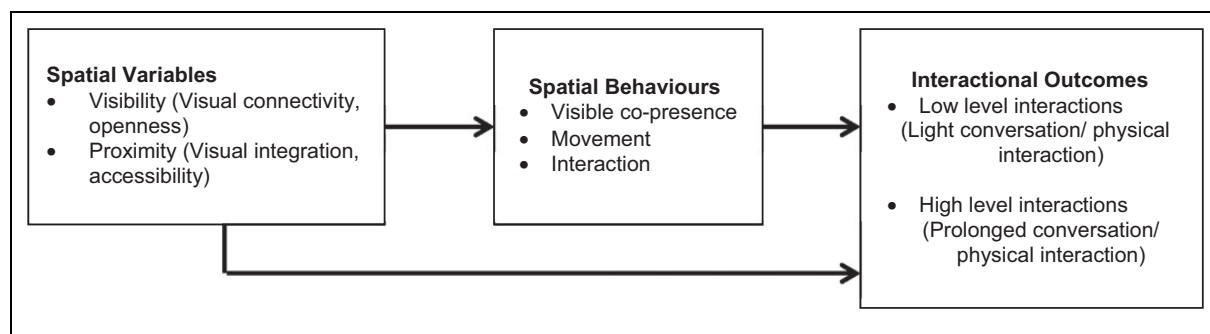 Spatial Variables
• Visibility (Visual connectivity,
openness)
• Proximity (Visual integration,
accessibility)
Spatial Behaviours
• Visible co-presence
• Movement
• Interaction
Interactional Outcomes
• Low level interactions
(Light conversation/ physical
interaction)
• High level interactions
(Prolonged conversation/
physical interaction)